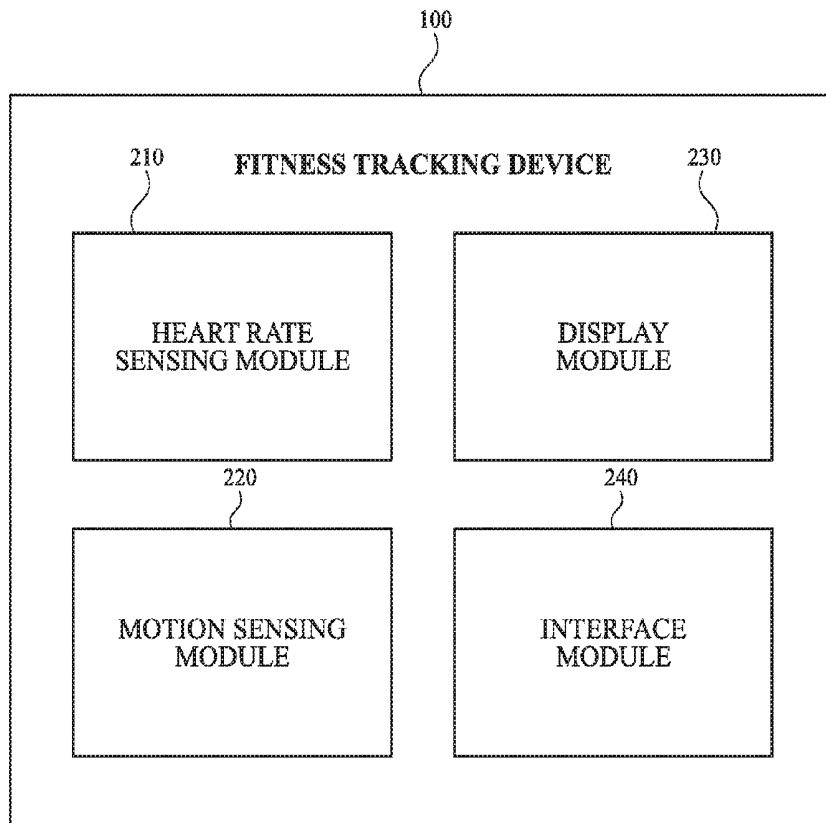 100
FITNESS TRACKING DEVICE
210
230
HEART RATE
SENSING MODULE
DISPLAY
MODULE
220
240
MOTION SENSING
MODULE
INTERFACE
MODULE